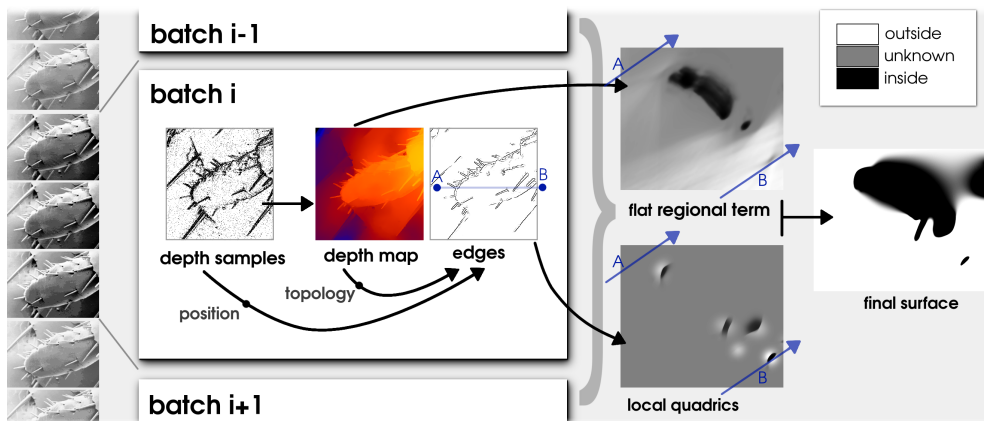 batch i-1
batch i
A
B
depth samples
depth map
edges
position
topology
batch i+1
A
B
flat regional term
A
B
local quadrics
outside
unknown
inside
final surface